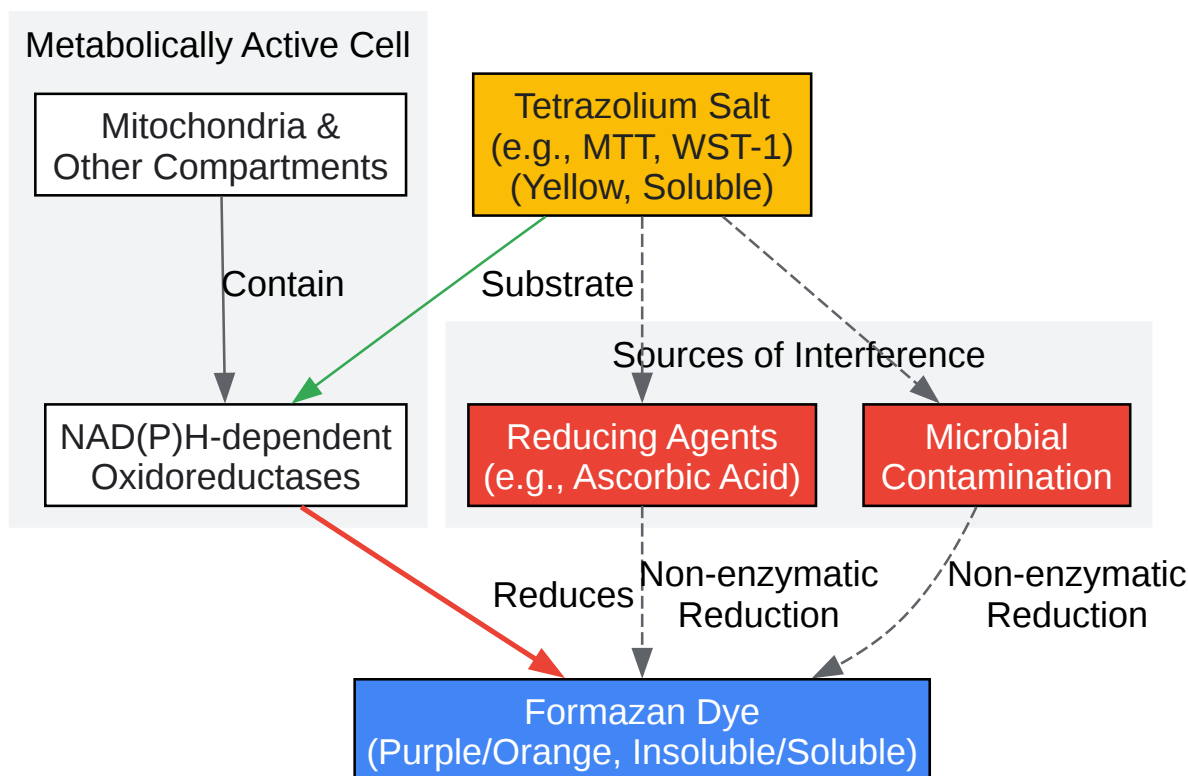 Metabolically Active Cell
Mitochondria &
Other Compartments
Tetrazolium Salt
(e.g., MTT, WST-1)
(Yellow, Soluble)
Contain
Substrate
Sources of Interference
NAD(P)H-dependent
Oxidoreductases
Reducing Agents
(e.g., Ascorbic Acid)
Microbial
Contamination
Reduces
Non-enzymatic
Reduction
Non-enzymatic
Reduction
Formazan Dye
(Purple/Orange, Insoluble/Soluble)